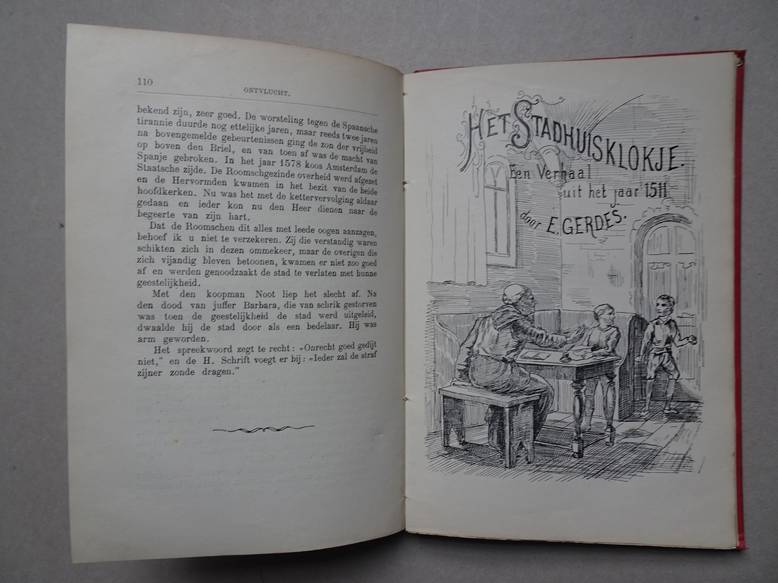 110
ONTVLUCHT.
bekend zijn, zeer goed. De worsteling tegen de Spaansche
tirannie duurde nog ettelijke jaren, maar reeds twee jaren
na bovengemelde gebeurtenissen ging de zon der vrijheid
op boven den Briel, en van toen af was de macht van
Spanje gebroken. In het jaar 1578 koos Amsterdam de
Staatsche zijde. De Roomschgezinde overheid werd afgezet
en de Hervormden kwamen in het bezit van de beide
hoofdkerken. Nu was het met de kettervervolging aldaar
gedaan en ieder kon nu den Heer dienen naar de
begeerte van zijn hart.
Dat de Roomschen dit alles met leede oogen aanzagen,
behoef ik u niet te verzekeren. Zij die verstandig waren
schikten zich in dezen ommekeer, maar de overigen die
zich vijandig bleven betoonen, kwamen er niet zoo goed
af en werden genoodzaakt de stad te verlaten met hunne
geestelijkheid.
Met den koopman Noot liep het slecht af. Na
den dood van juffer Barbara, die van schrik gestorven
was toen de geestelijkheid de stad werd uitgeleid,
dwaalde hij de stad door als een bedelaar. Hij was
arm geworden.
Het spreekwoord zegt te recht: «Onrecht goed gedijt
niet,” en de H. Schrift voegt er bij: «Ieder zal de straf
zijner zonde dragen.”
HET STADHUISKLOKJE.
Een Verhaal
uit het jaar 1511
door E. GERDES.